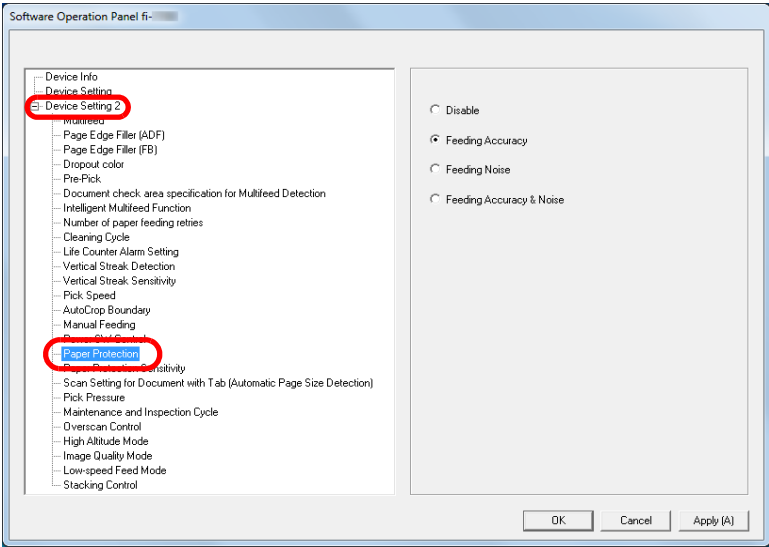 Software Operation Panel fi-
Device Info
Device Setting
Device Setting 2
Multifeed
Page Edge Filler (ADF)
Page Edge Filler (FB)
Dropout color
Pre-Pick
Document check area specification for Multifeed Detection
Intelligent Multifeed Function
Number of paper feeding retries
Cleaning Cycle
Life Counter Alarm Setting
Vertical Streak Detection
Vertical Streak Sensitivity
Pick Speed
AutoCrop Boundary
Manual Feeding
Power SW Control
Paper Protection
Paper Protection Sensitivity
Scan Setting for Document with Tab (Automatic Page Size Detection)
Pick Pressure
Maintenance and Inspection Cycle
Overscan Control
High Altitude Mode
Image Quality Mode
Low-speed Feed Mode
Stacking Control
Disable
Feeding Accuracy
Feeding Noise
Feeding Accuracy & Noise
OK
Cancel
Apply (A)